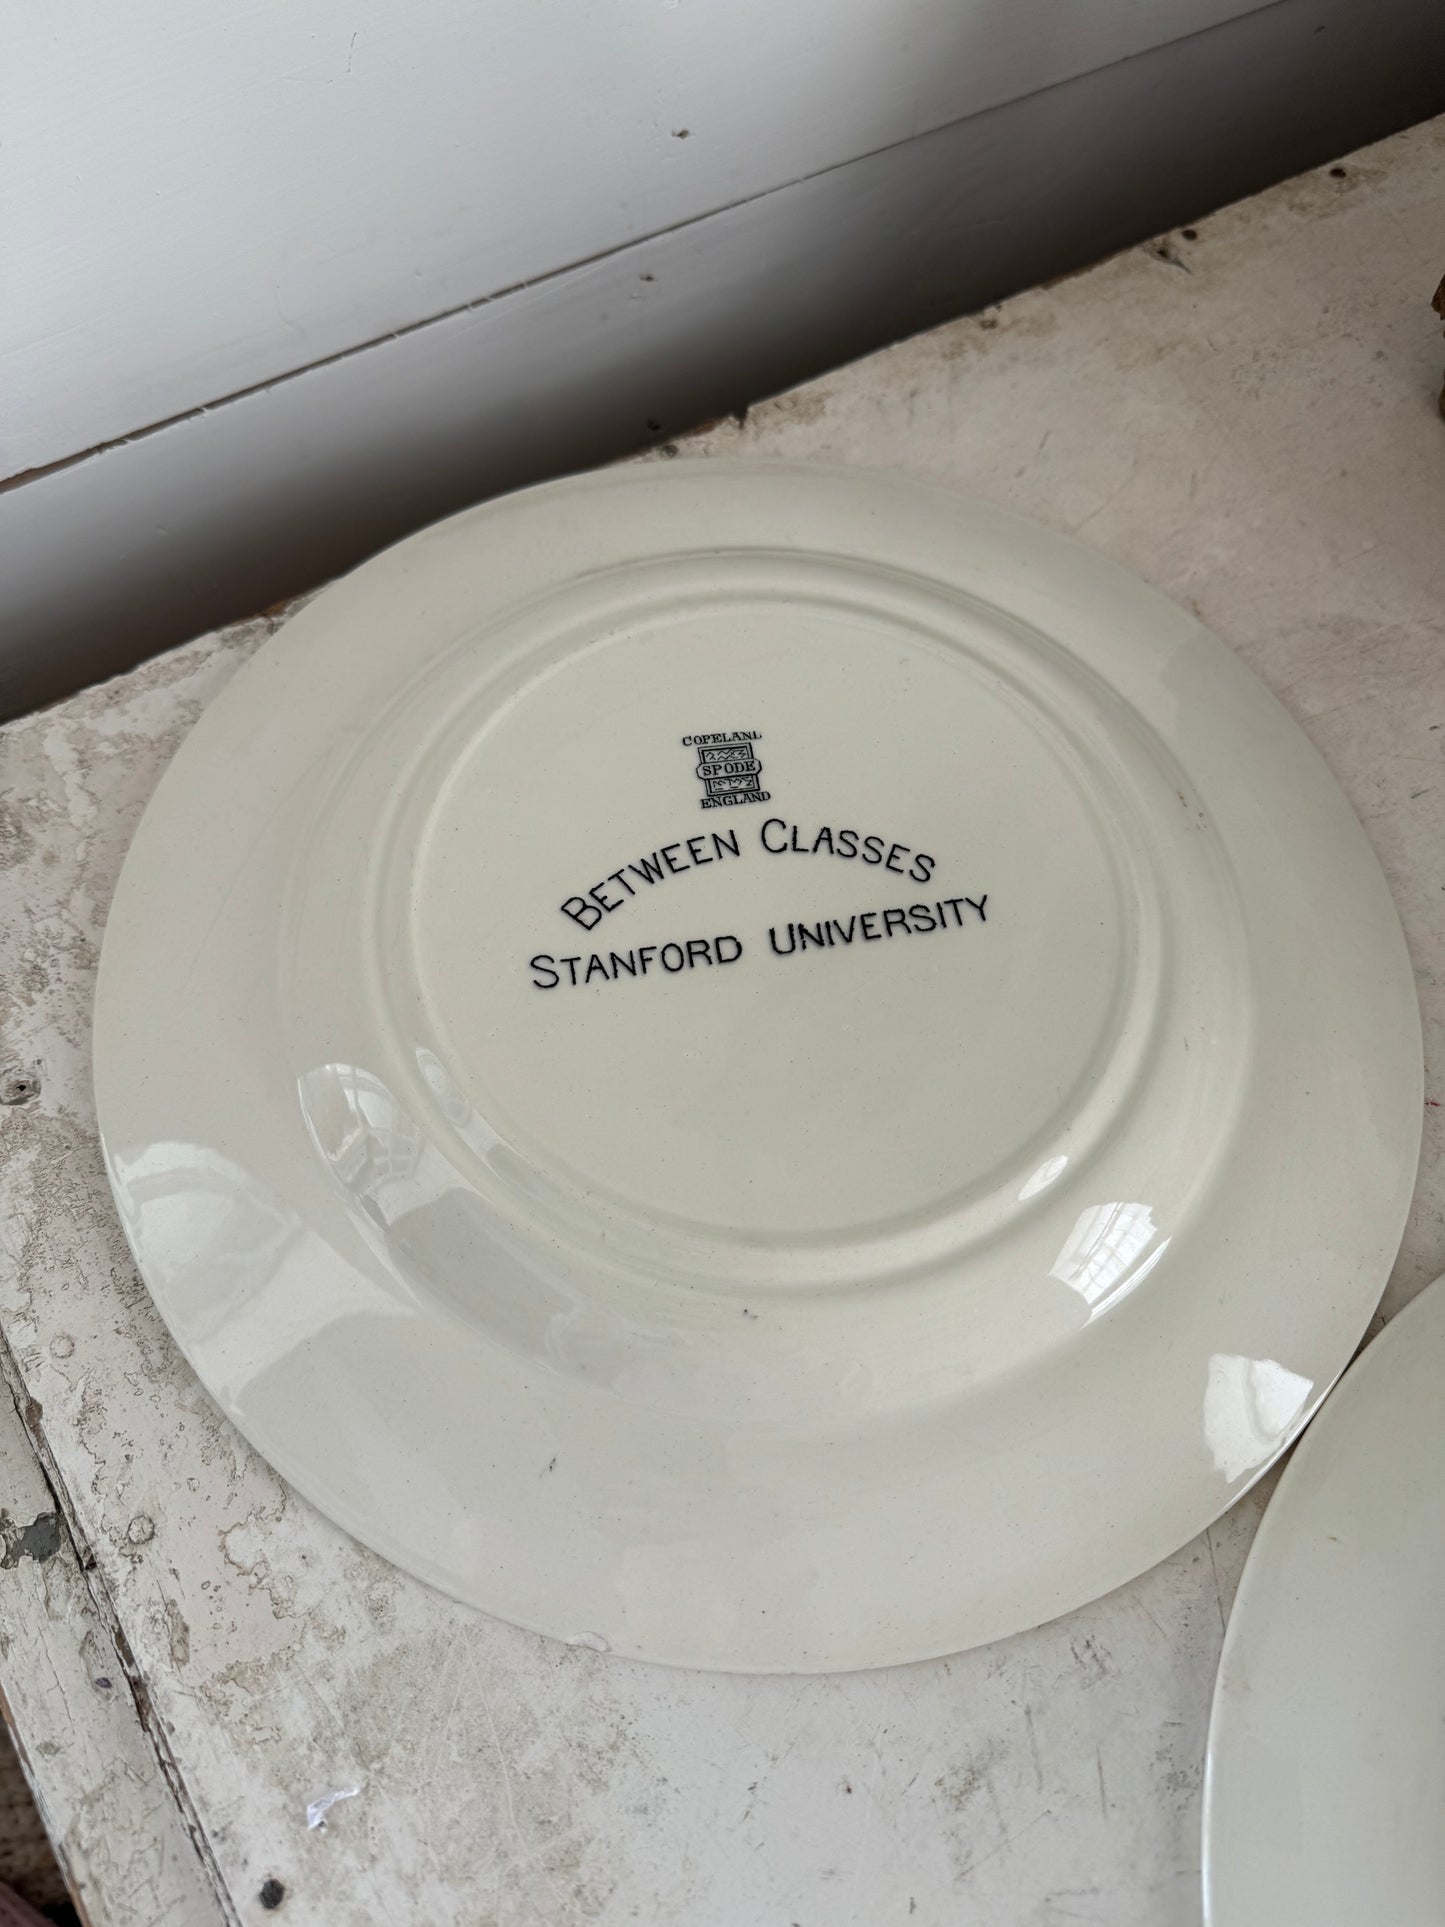 COPELAND
SPODE
ENGLAND
BETWEEN CLASSES
STANFORD UNIVERSITY